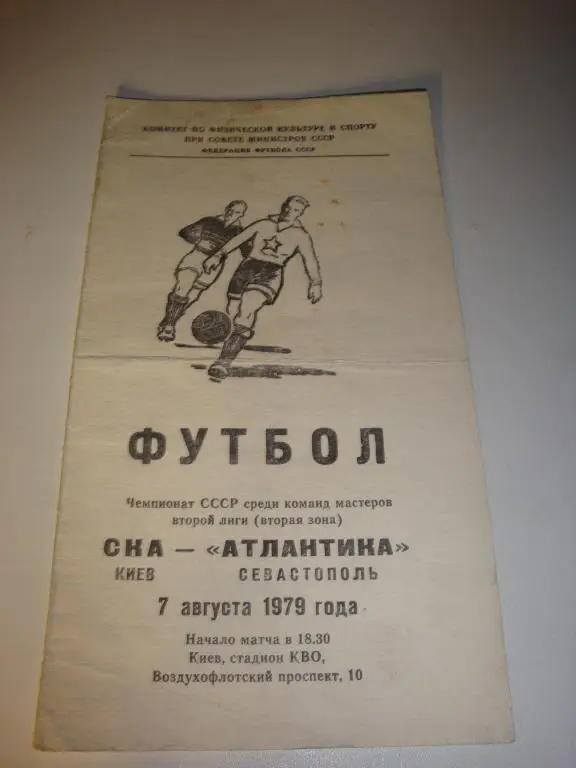 КОМИТЕТ ПО ФИЗИЧЕСКОЙ КУЛЬТУРЕ И СПОРТУ
ПРИ СОВЕТЕ МИНИСТРОВ СССР
ФЕДЕРАЦИЯ ФУТБОЛА СССР
ФУТБОЛ
Чемпионат СССР среди команд мастеров
второй лиги (вторая зона)
СКА — «АТЛАНТИКА»
КИЕВ СЕВАСТОПОЛЬ
7 августа 1979 года
Начало матча в 18.30
Киев, стадион КВО,
Воздухофлотский проспект, 10